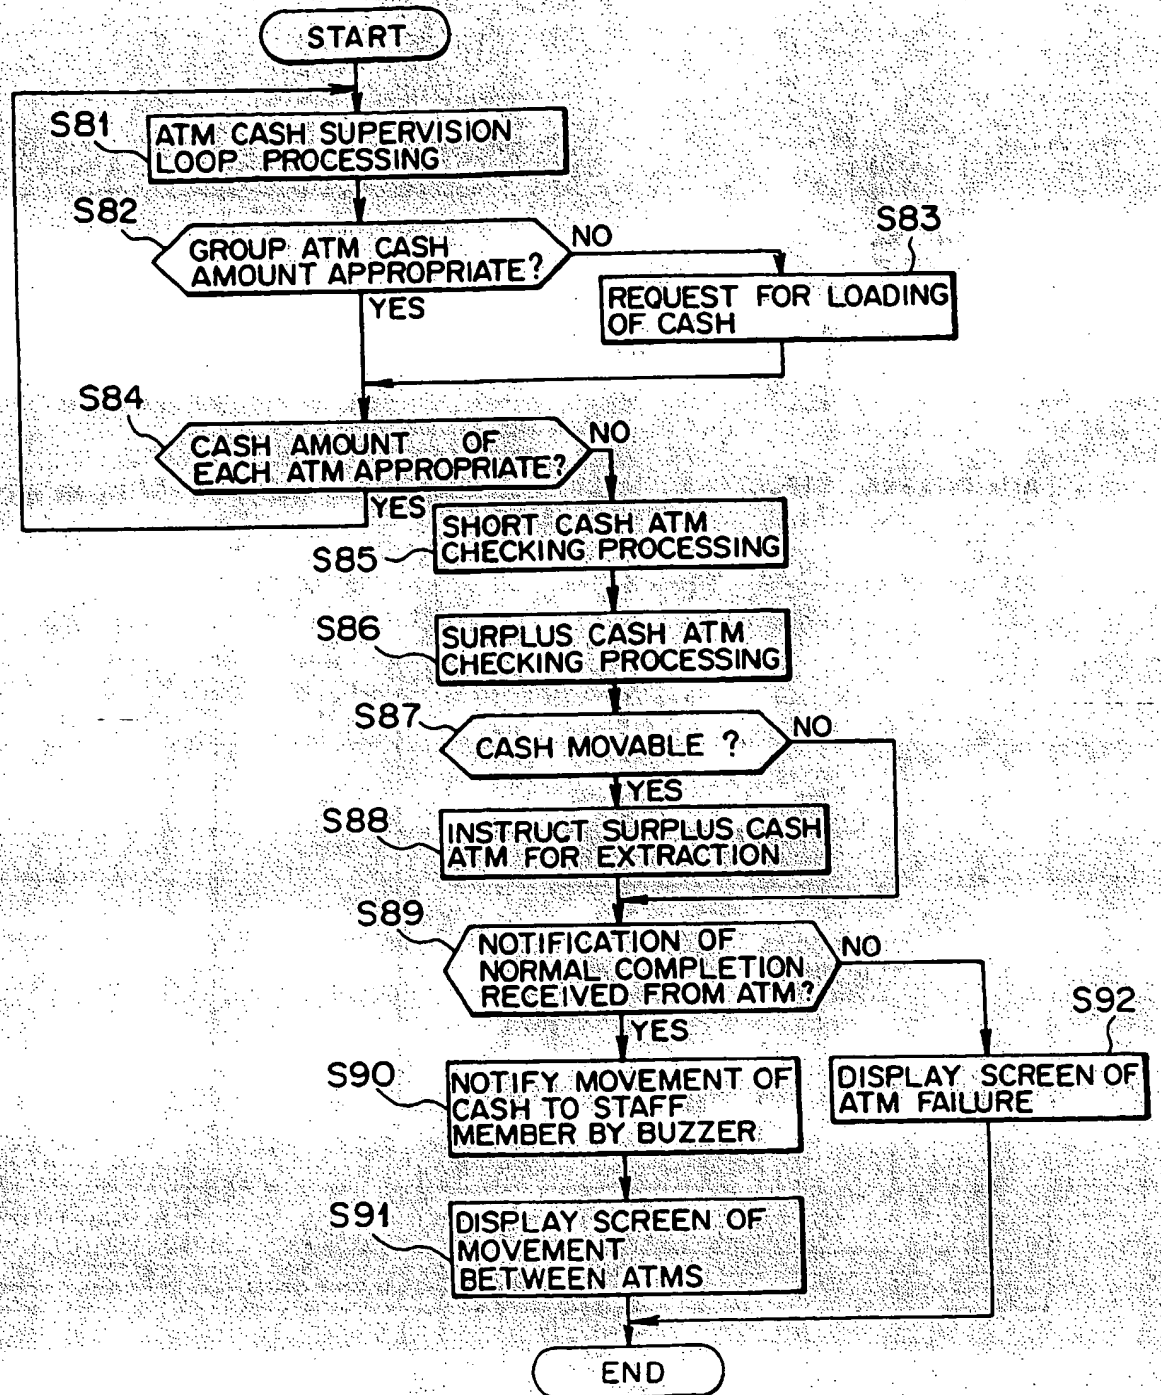 START
S81
ATM CASH SUPERVISION
LOOP PROCESSING
S82
GROUP ATM CASH
AMOUNT APPROPRIATE?
NO
YES
S83
REQUEST FOR LOADING
OF CASH
S84
CASH AMOUNT OF
EACH ATM APPROPRIATE?
NO
YES
S85
SHORT CASH ATM
CHECKING PROCESSING
S86
SURPLUS CASH ATM
CHECKING PROCESSING
S87
CASH MOVABLE ?
NO
YES
S88
INSTRUCT SURPLUS CASH
ATM FOR EXTRACTION
S89
NOTIFICATION OF
NORMAL COMPLETION
RECEIVED FROM ATM?
NO
YES
S92
DISPLAY SCREEN OF
ATM FAILURE
S90
NOTIFY MOVEMENT OF
CASH TO STAFF
MEMBER BY BUZZER
S91
DISPLAY SCREEN OF
MOVEMENT
BETWEEN ATMS
END